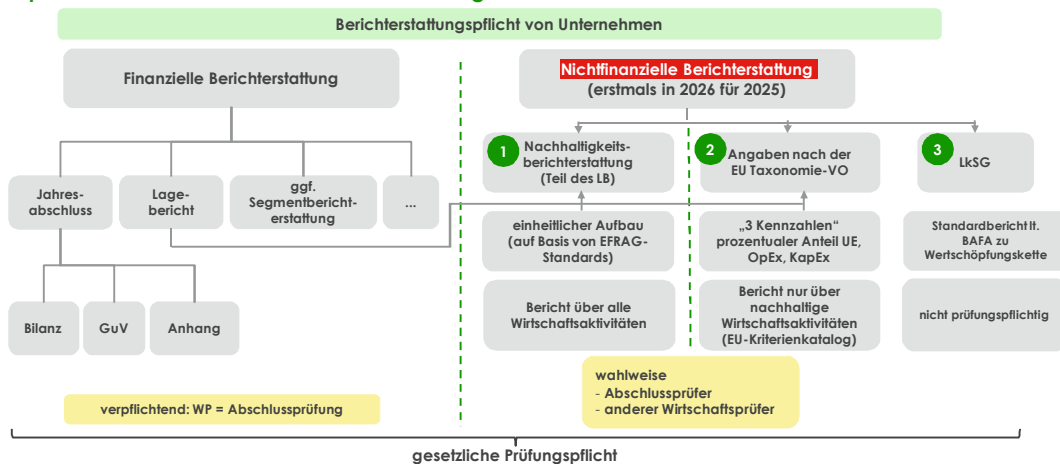 Berichterstattungspflicht von Unternehmen
Finanzielle Berichterstattung
Nichtfinanzielle Berichterstattung
(erstmals in 2026 für 2025)
1
Nachhaltigkeits-
berichterstattung
(Teil des LB)
2
Angaben nach der
EU Taxonomie-VO
3
LkSG
Jahres-
abschluss
Lage-
bericht
ggf.
Segmentbericht-
erstattung
...
einheitlicher Aufbau
(auf Basis von EFRAG-
Standards)
„3 Kennzahlen“
prozentualer Anteil UE,
OpEx, KapEx
Standardbericht lt.
BAFA zu
Wertschöpfungskette
Bilanz
GuV
Anhang
Bericht über alle
Wirtschaftsaktivitäten
Bericht nur über
nachhaltige
Wirtschaftsaktivitäten
(EU-Kriterienkatalog)
nicht prüfungspflichtig
verpflichtend: WP = Abschlussprüfung
wahlweise
- Abschlussprüfer
- anderer Wirtschaftsprüfer
gesetzliche Prüfungspflicht